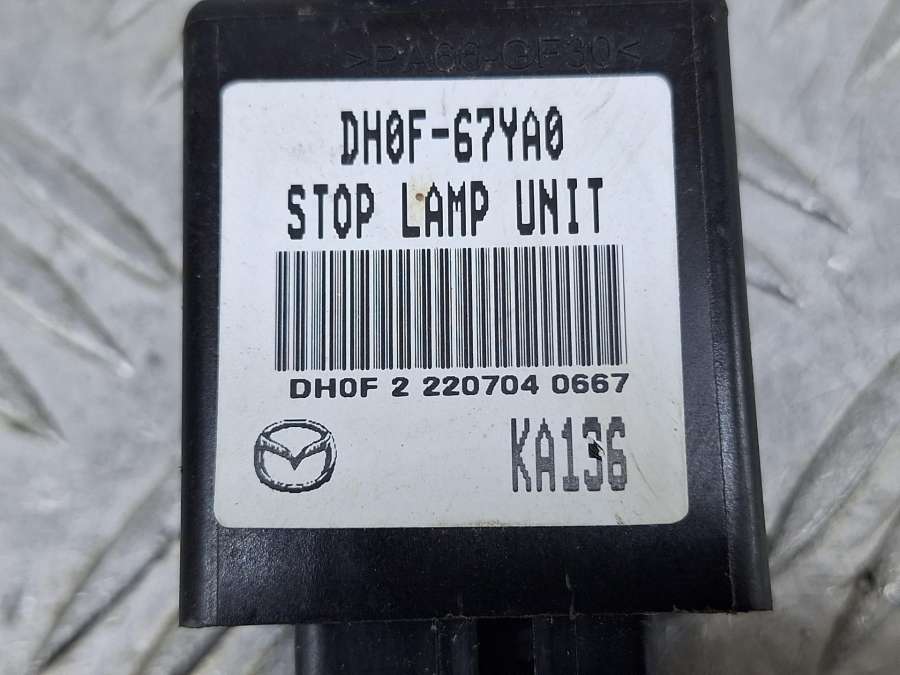 >PA66-GF30<
DH0F-67YA0
STOP LAMP UNIT
DH0F 2 220704 0667
KA136